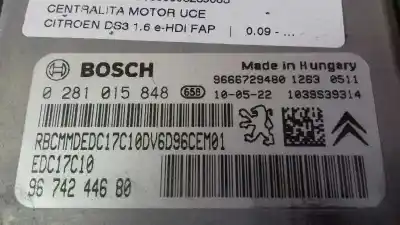 CENTRALITA MOTOR UCE
CITROEN DS3 1.6 e-HDI FAP | 0.09 - ...
BOSCH
Made in Hungary
9666729480 1263 0511
0 281 015 848 658 10-05-22 1039S39314
RBCMMDEDC17C10DV6D96CEM01
EDC17C10
96 742 446 80